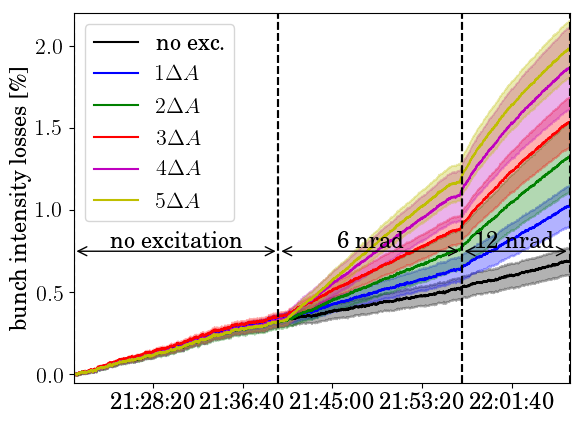 bunch intensity losses [%]
2.0
1.5
1.0
0.5
0.0
no exc.
1ΔA
2ΔA
3ΔA
4ΔA
5ΔA
no excitation
6 nrad
12 nrad
21:28:20 21:36:40 21:45:00 21:53:20 22:01:40